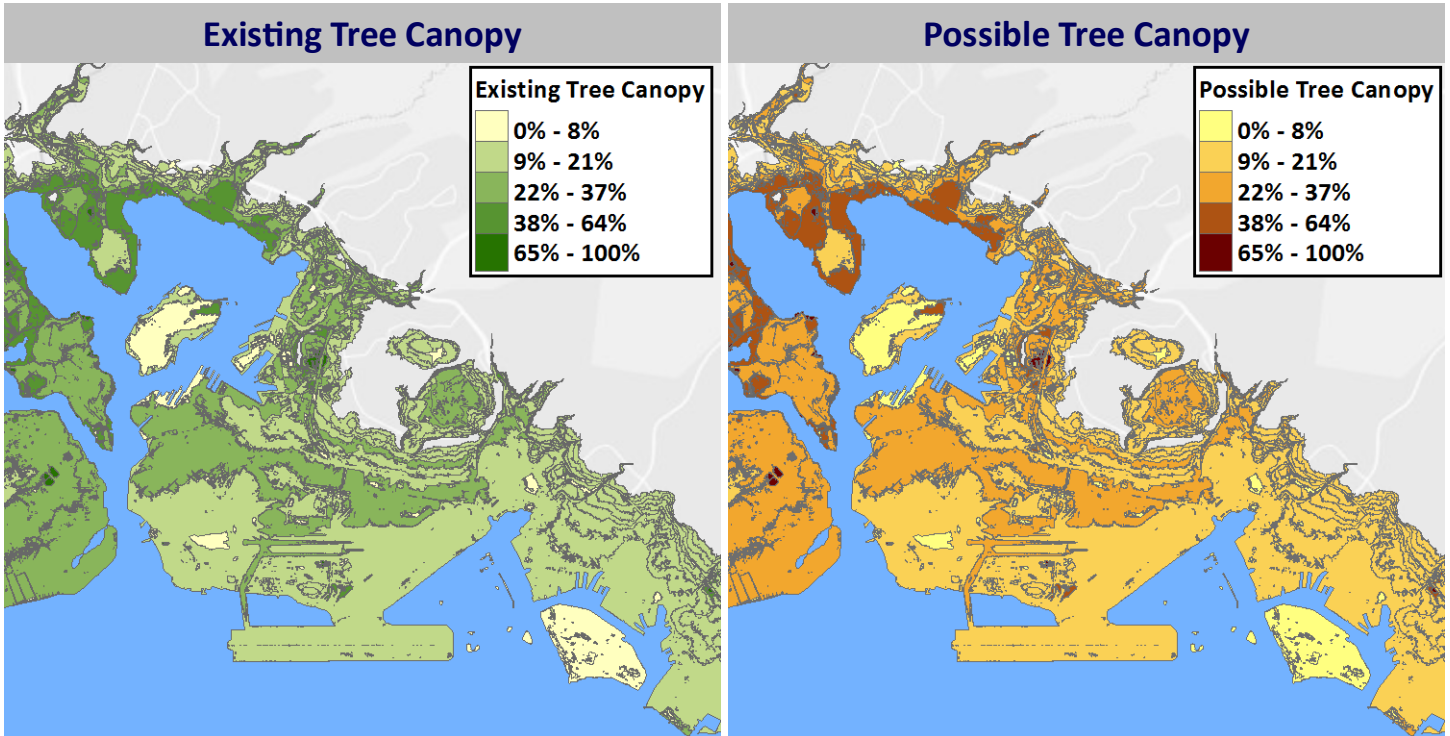 Existing Tree Canopy
Existing Tree Canopy
0% - 8%
9% - 21%
22% - 37%
38% - 64%
65% - 100%
Possible Tree Canopy
Possible Tree Canopy
0% - 8%
9% - 21%
22% - 37%
38% - 64%
65% - 100%